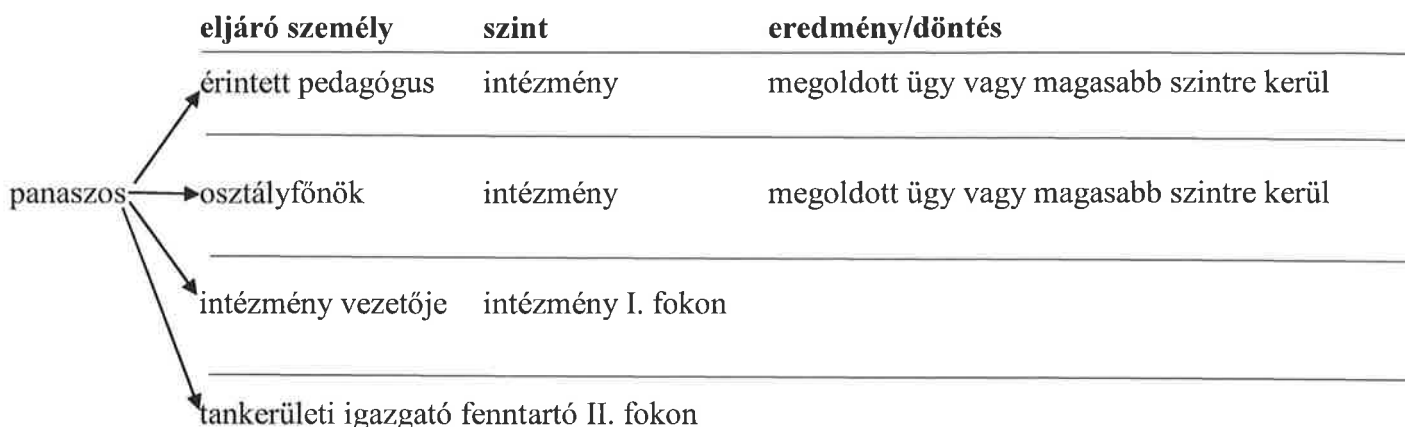 eljáró személy szint eredmény/döntés
érintett pedagógus intézmény megoldott ügy vagy magasabb szintre kerül
panaszos osztályfőnök intézmény megoldott ügy vagy magasabb szintre kerül
intézmény vezetője intézmény I. fokon
tankerületi igazgató fenntartó II. fokon